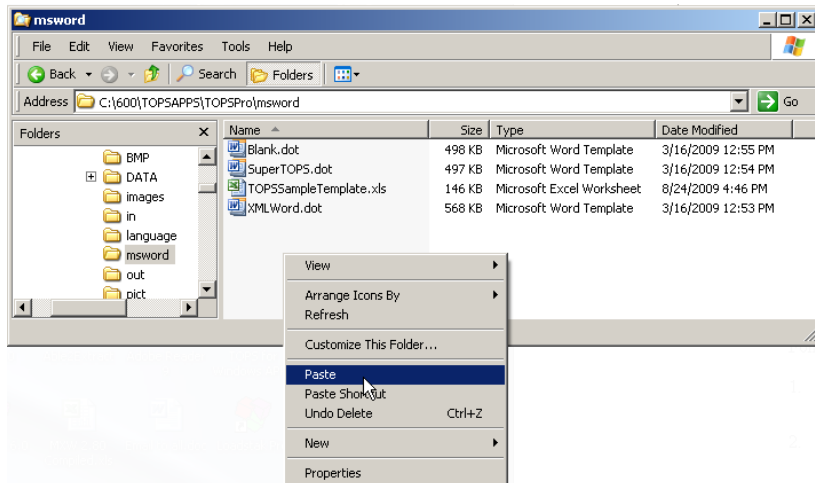 msword
File Edit View Favorites Tools Help
Back Search Folders
Address C:\600\TOPSAPPS\TOPSPro\msword Go
Folders x Name Size Type Date Modified
BMP
DATA
images
in
language
msword
out
pict
Blank.dot 498 KB Microsoft Word Template 3/16/2009 12:55 PM
SuperTOPS.dot 497 KB Microsoft Word Template 3/16/2009 12:54 PM
TOPSSampleTemplate.xls 146 KB Microsoft Excel Worksheet 8/24/2009 4:46 PM
XMLWord.dot 568 KB Microsoft Word Template 3/16/2009 12:53 PM
View
Arrange Icons By
Refresh
Customize This Folder...
Paste
Paste Shortcut
Undo Delete Ctrl+Z
New
Properties